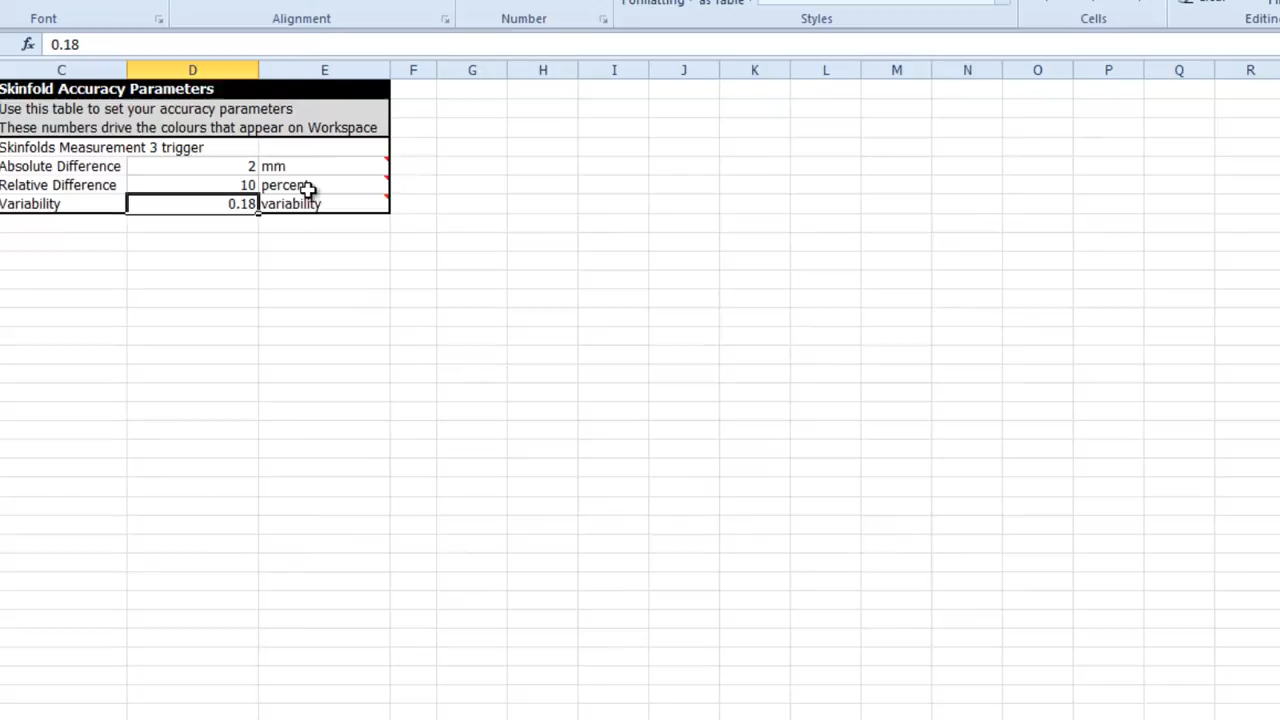 Formatting as Table
Font Alignment Number Styles Cells Editing
fx 0.18
C D E F G H I J K L M N O P Q R
Skinfold Accuracy Parameters
Use this table to set your accuracy parameters
These numbers drive the colours that appear on Workspace
Skinfolds Measurement 3 trigger
Absolute Difference 2 mm
Relative Difference 10 percent
Variability 0.18 variability